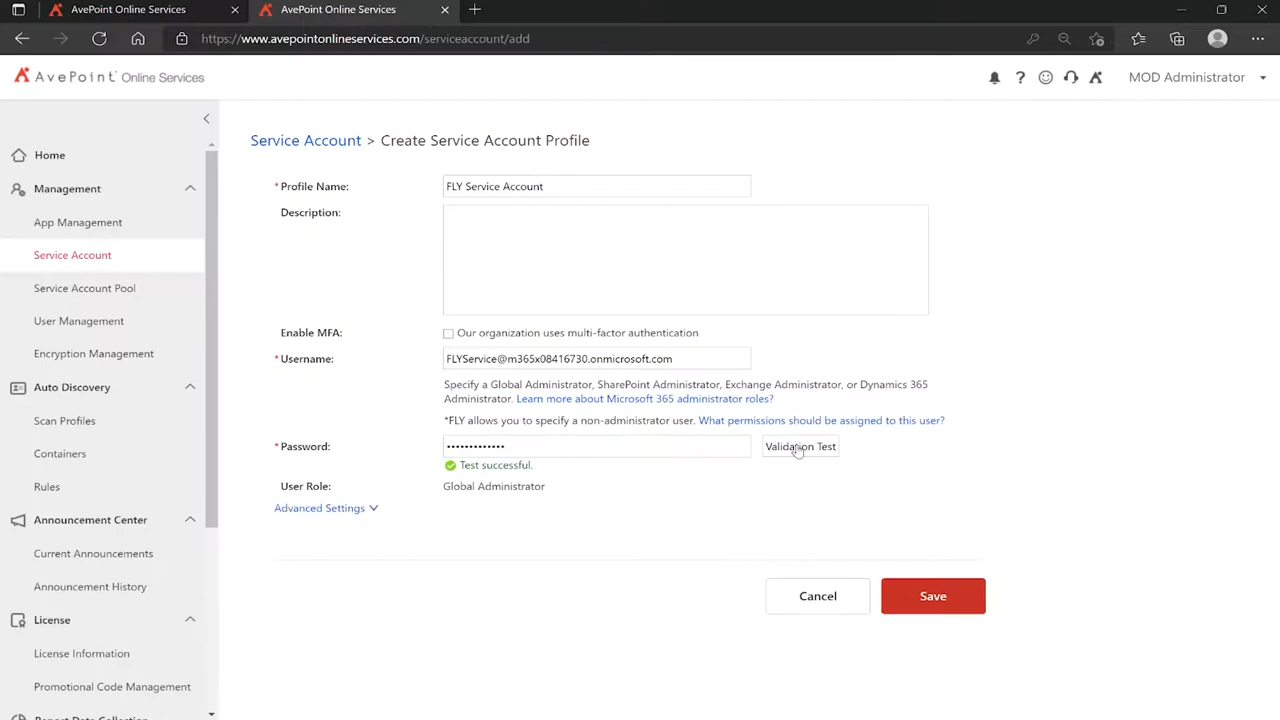 AvePoint Online Services
AvePoint Online Services
https://www.avepointonlineservices.com/serviceaccount/add
AvePoint Online Services
MOD Administrator
Home
Management
App Management
Service Account
Service Account Pool
User Management
Encryption Management
Auto Discovery
Scan Profiles
Containers
Rules
Announcement Center
Current Announcements
Announcement History
License
License Information
Promotional Code Management
Report Data Collection
Service Account > Create Service Account Profile
* Profile Name: FLY Service Account
Description:
Enable MFA: Our organization uses multi-factor authentication
* Username: FLYService@m365x08416730.onmicrosoft.com
Specify a Global Administrator, SharePoint Administrator, Exchange Administrator, or Dynamics 365
Administrator. Learn more about Microsoft 365 administrator roles?
*FLY allows you to specify a non-administrator user. What permissions should be assigned to this user?
* Password: ••••••••••••• Validation Test
Test successful.
User Role: Global Administrator
Advanced Settings
Cancel Save